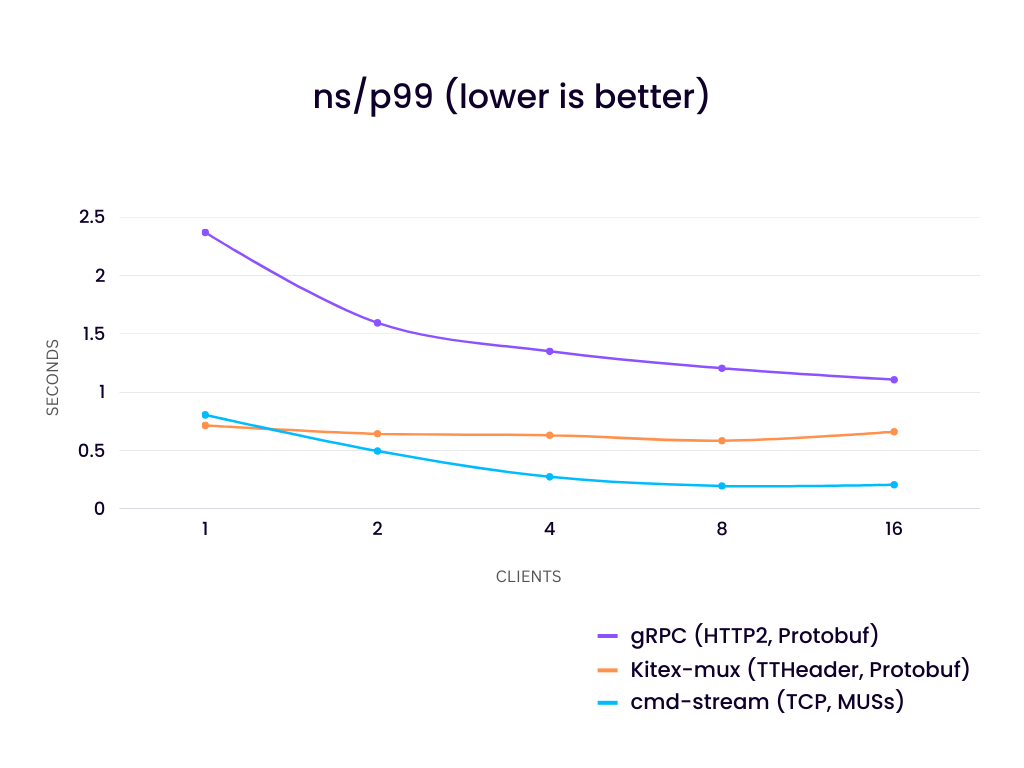 ns/p99 (lower is better)
2.5
2
1.5
1
0.5
0
SECONDS
1 2 4 8 16
CLIENTS
gRPC (HTTP2, Protobuf)
Kitex-mux (TTHeader, Protobuf)
cmd-stream (TCP, MUSs)